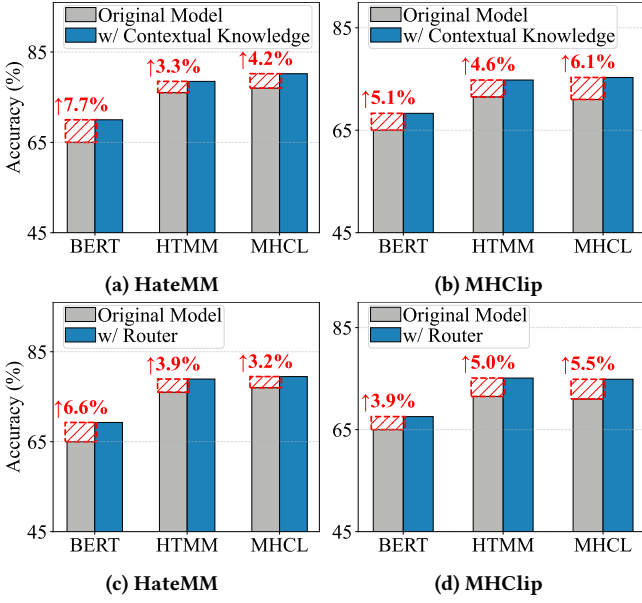 Original Model
w/ Contextual Knowledge
Accuracy (%)
85
65
45
↑7.7%
↑3.3%
↑4.2%
BERT
HTMM
MHCL
(a) HateMM
Original Model
w/ Contextual Knowledge
85
65
45
↑5.1%
↑4.6%
↑6.1%
BERT
HTMM
MHCL
(b) MHClip
Original Model
w/ Router
Accuracy (%)
85
65
45
↑6.6%
↑3.9%
↑3.2%
BERT
HTMM
MHCL
(c) HateMM
Original Model
w/ Router
85
65
45
↑3.9%
↑5.0%
↑5.5%
BERT
HTMM
MHCL
(d) MHClip